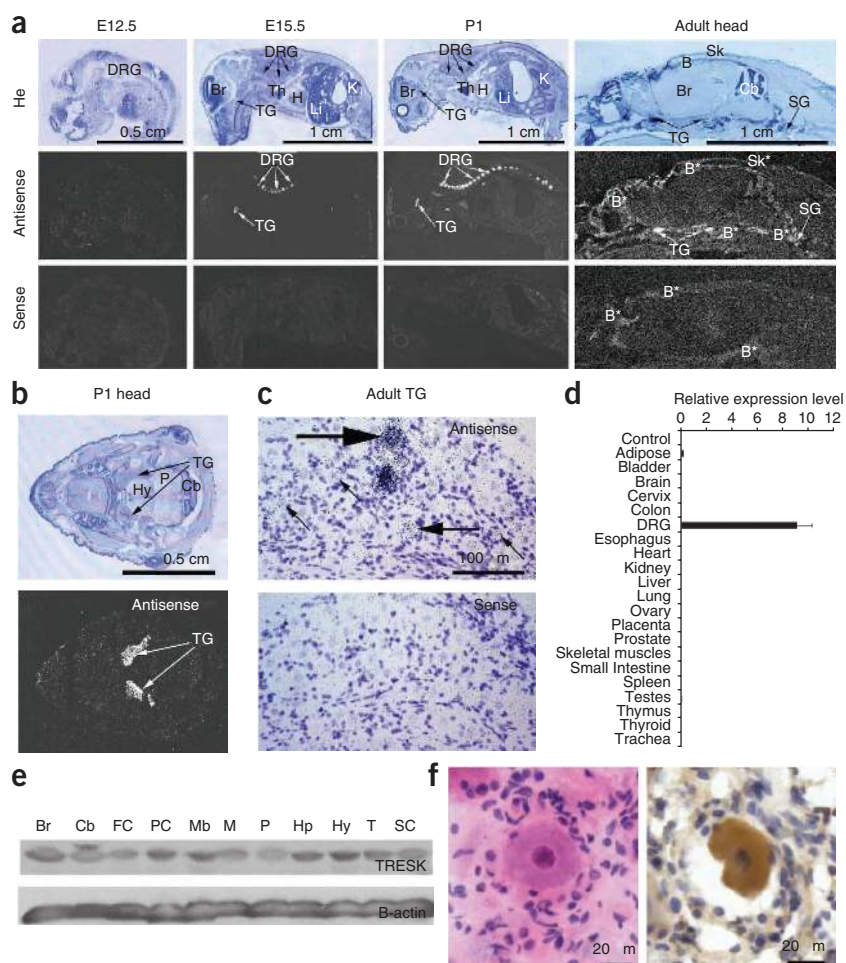 a
E12.5 E15.5 P1 Adult head
He
DRG
0.5 cm
DRG
Br Th H Li K
TG
1 cm
DRG
Br Th H Li K
TG
1 cm
Sk
B
Br Cb
SG
TG 1 cm
Antisense
DRG
TG
DRG
TG
Sk*
B*
B*
SG
B* B*
TG
Sense
B*
B*
B*
b
P1 head
TG
P
Hy Cb
0.5 cm
Antisense
TG
c
Adult TG
Antisense
100 m
Sense
d
Relative expression level
0 2 4 6 8 10 12
Control
Adipose
Bladder
Brain
Cervix
Colon
DRG
Esophagus
Heart
Kidney
Liver
Lung
Ovary
Placenta
Prostate
Skeletal muscles
Small Intestine
Spleen
Testes
Thymus
Thyroid
Trachea
e
Br Cb FC PC Mb M P Hp Hy T SC
TRESK
B-actin
f
20 m
20 m